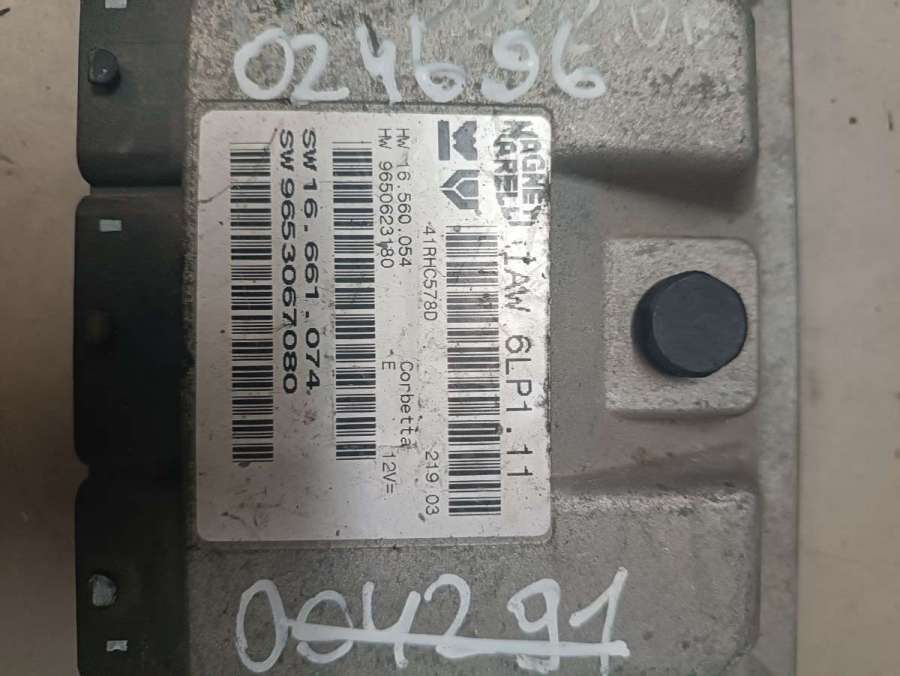 024696
MAGNETI
MARELLI
IAW 6LP1.11
41RHC578D
219 03
HW 16.560.054
Corbetta
HW 9650623180
E
12V=
SW 16.661.074
SW 9653067080
004291